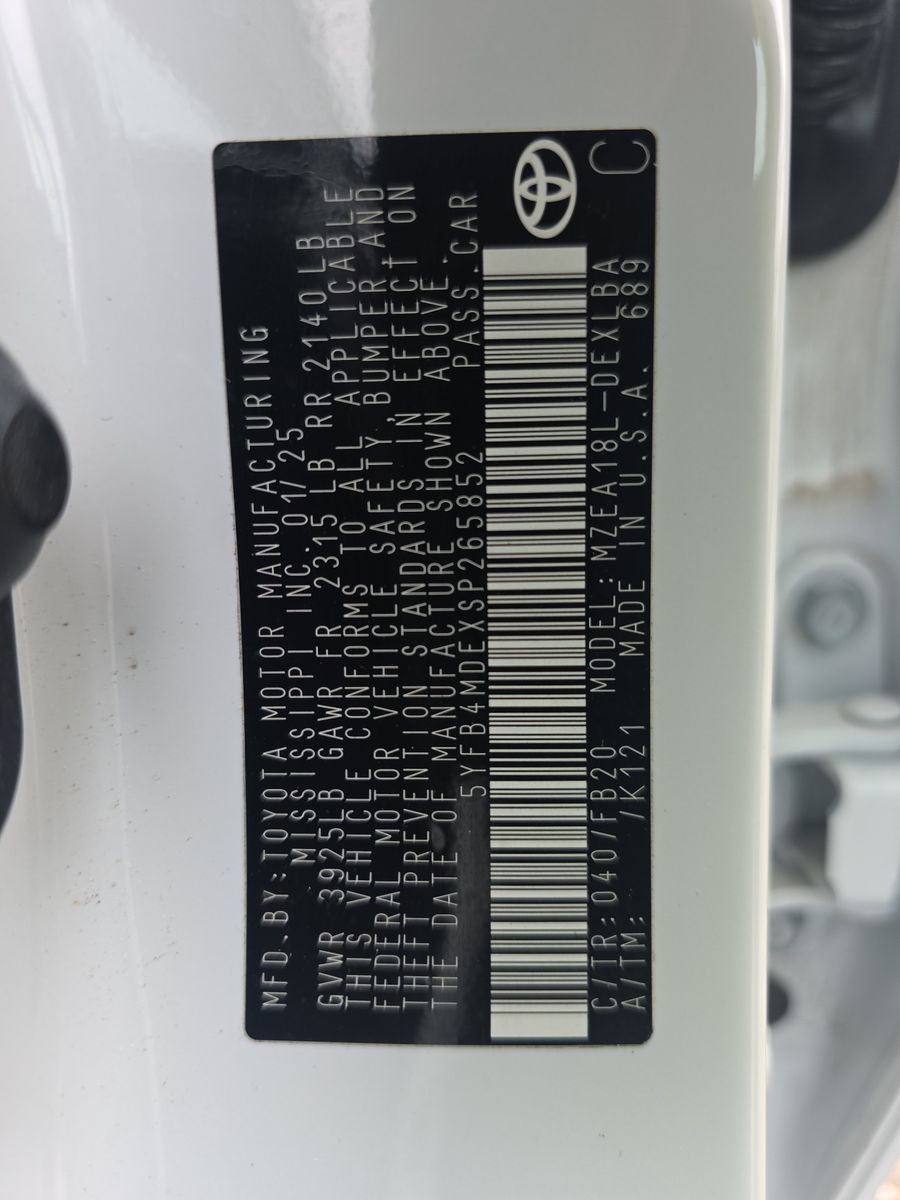 MFD.BY:TOYOTA MOTOR MANUFACTURING
MISSISSIPPI INC. 01/25
GVWR 3925LB GAWR FR 2315 LB RR 2140LB
THIS VEHICLE CONFORMS TO ALL APPLICABLE
FEDERAL MOTOR VEHICLE SAFETY, BUMPER, AND
THEFT PREVENTION STANDARDS IN EFFECT ON
THE DATE OF MANUFACTURE SHOWN ABOVE.
5YFB4MDEXSP265852 PASS.CAR
C/TR:040/FB20 MODEL:MZEA18L-DEXLBA C
A/TM: /K121 MADE IN U.S.A. 689